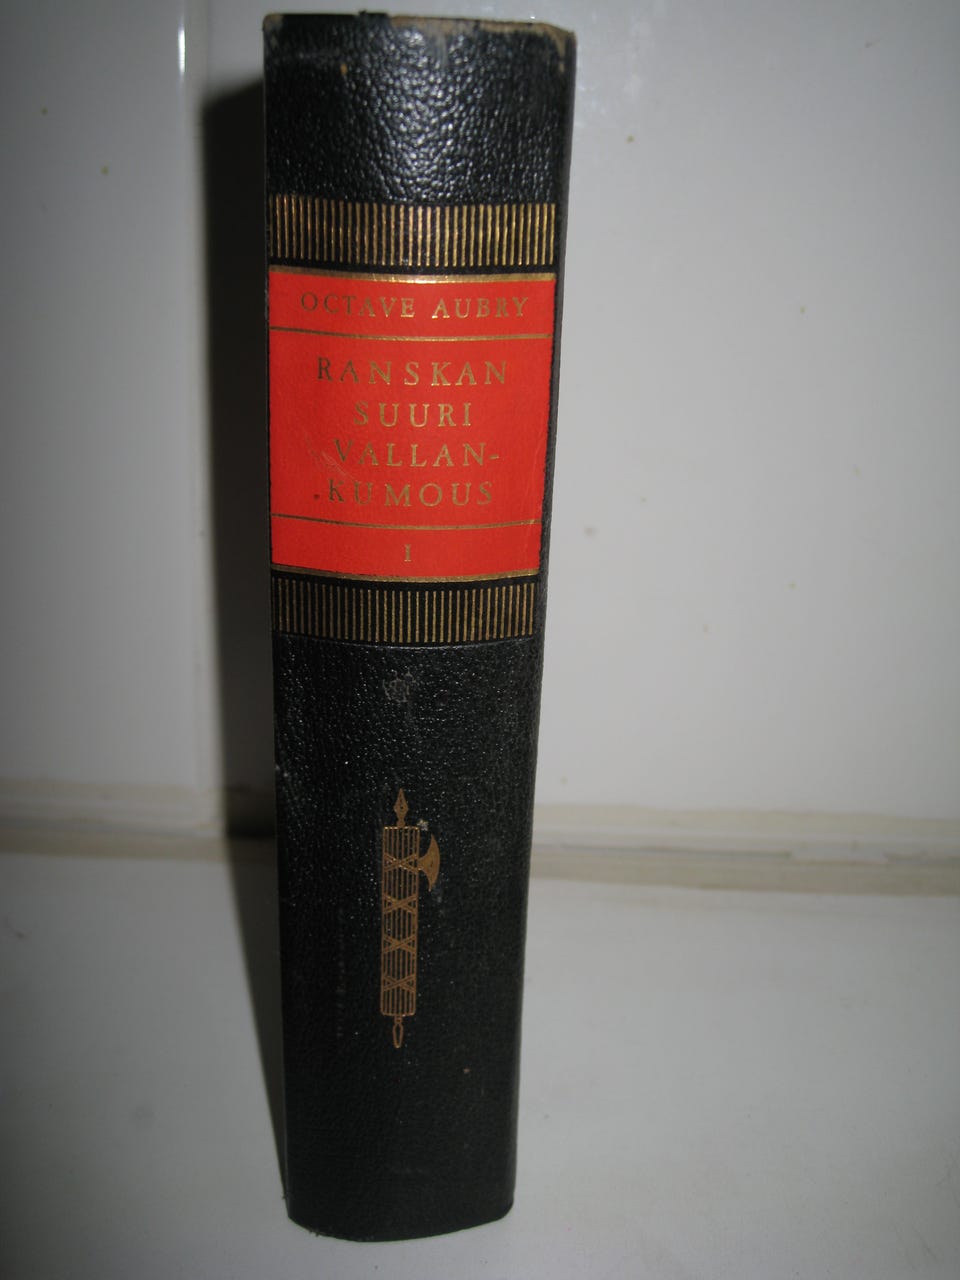 OCTAVE AUBRY
RANSKAN
SUURI
VALLAN-
KUMOUS
I